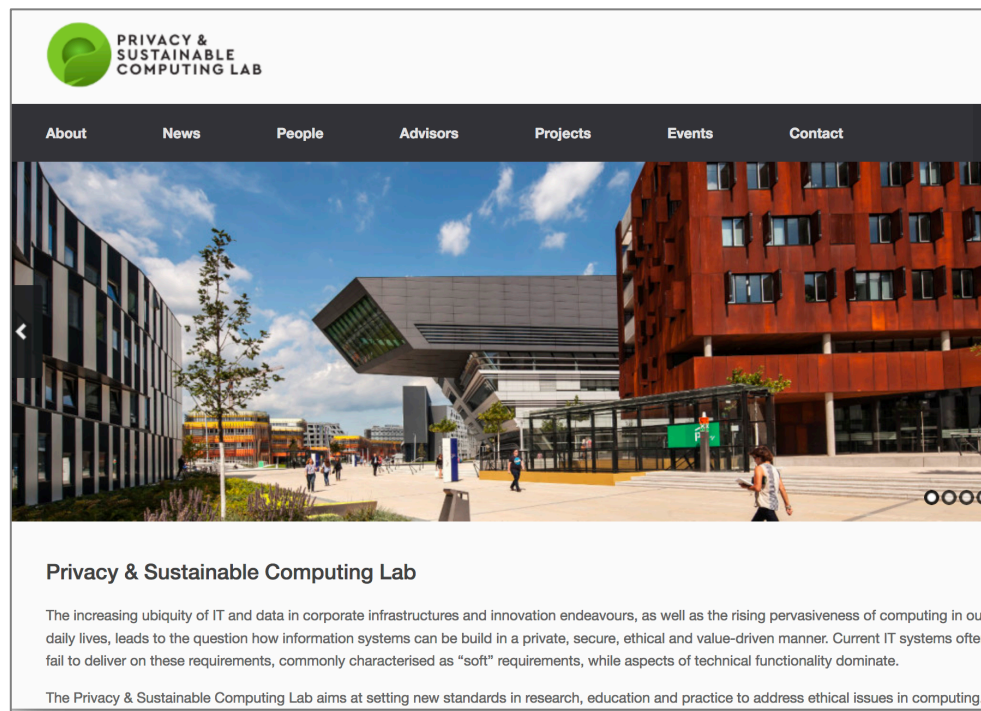 PRIVACY &
SUSTAINABLE
COMPUTING LAB
About News People Advisors Projects Events Contact
Privacy & Sustainable Computing Lab
The increasing ubiquity of IT and data in corporate infrastructures and innovation endeavours, as well as the rising pervasiveness of computing in ou
daily lives, leads to the question how information systems can be build in a private, secure, ethical and value-driven manner. Current IT systems ofte
fail to deliver on these requirements, commonly characterised as “soft” requirements, while aspects of technical functionality dominate.
The Privacy & Sustainable Computing Lab aims at setting new standards in research, education and practice to address ethical issues in computing.